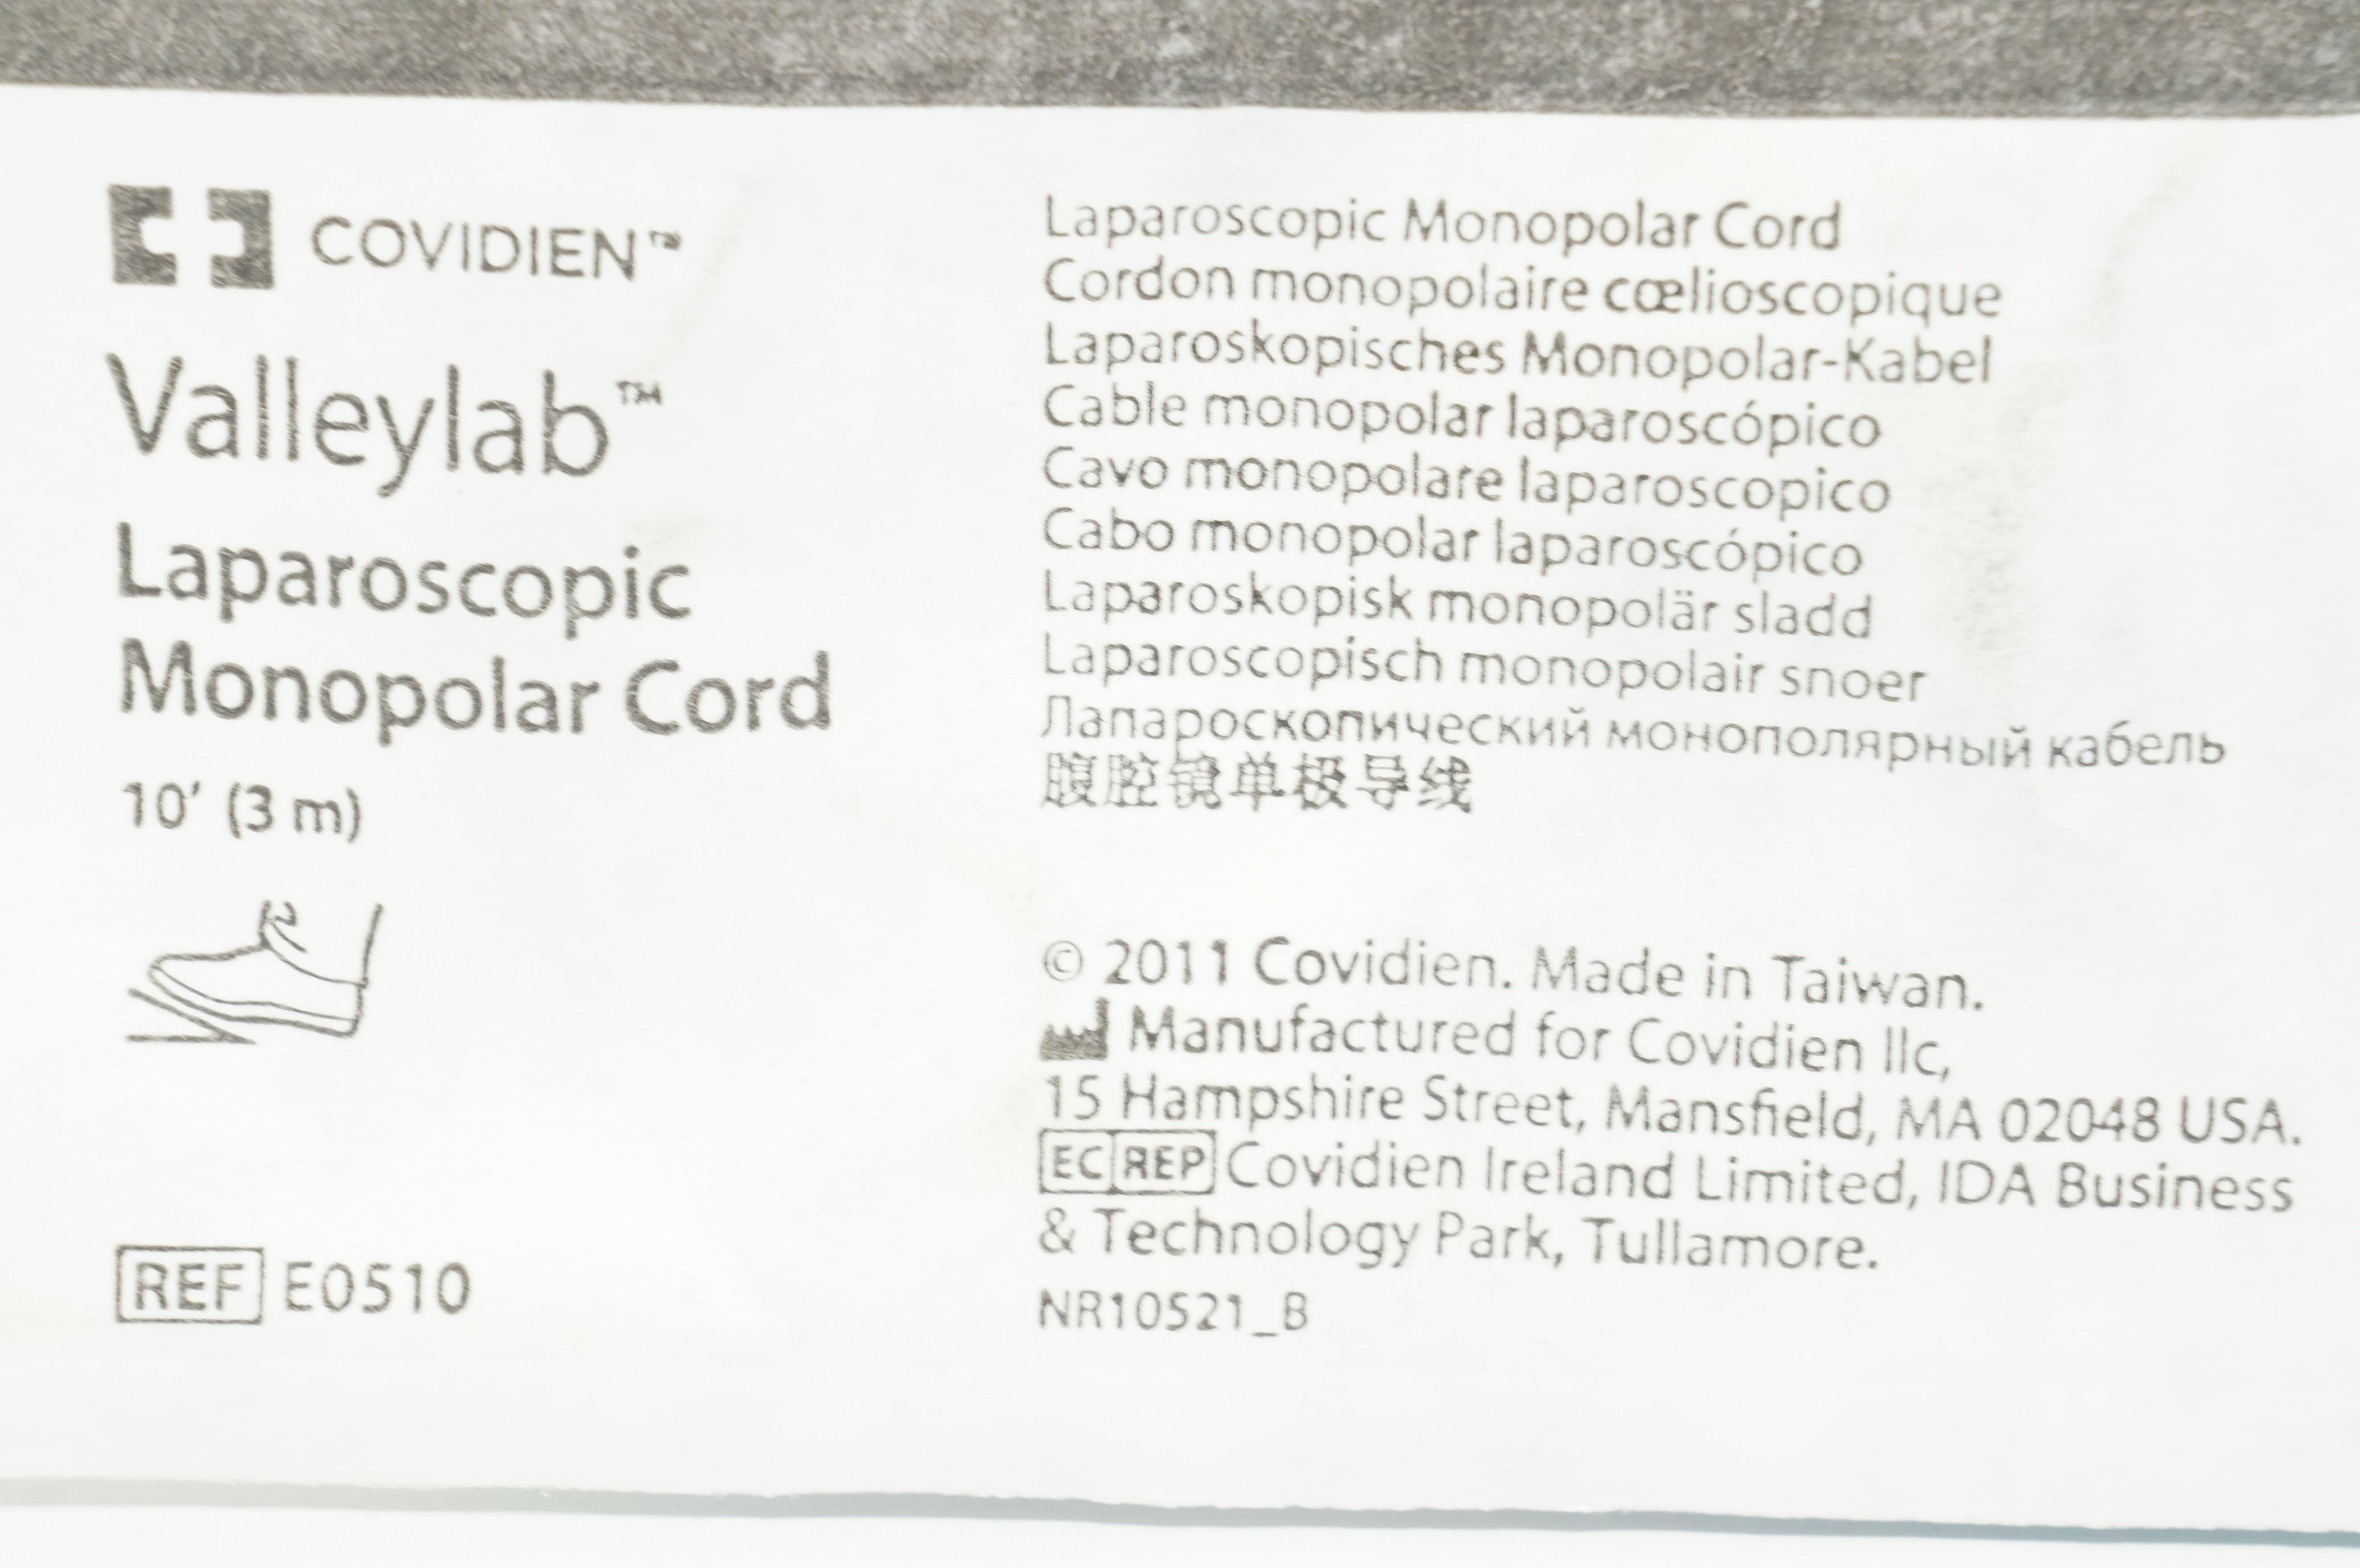 COVIDIEN™
Valleylab™
Laparoscopic
Monopolar Cord
10' (3 m)
REF E0510
Laparoscopic Monopolar Cord
Cordon monopolaire cœlioscopique
Laparoskopisches Monopolar-Kabel
Cable monopolar laparoscópico
Cavo monopolare laparoscopico
Cabo monopolar laparoscópico
Laparoskopisk monopolär sladd
Laparoscopisch monopolair snoer
Лапароскопический монополярный кабель
腹腔镜单极导线
© 2011 Covidien. Made in Taiwan.
Manufactured for Covidien llc,
15 Hampshire Street, Mansfield, MA 02048 USA.
EC REP Covidien Ireland Limited, IDA Business
& Technology Park, Tullamore.
NR10521_B